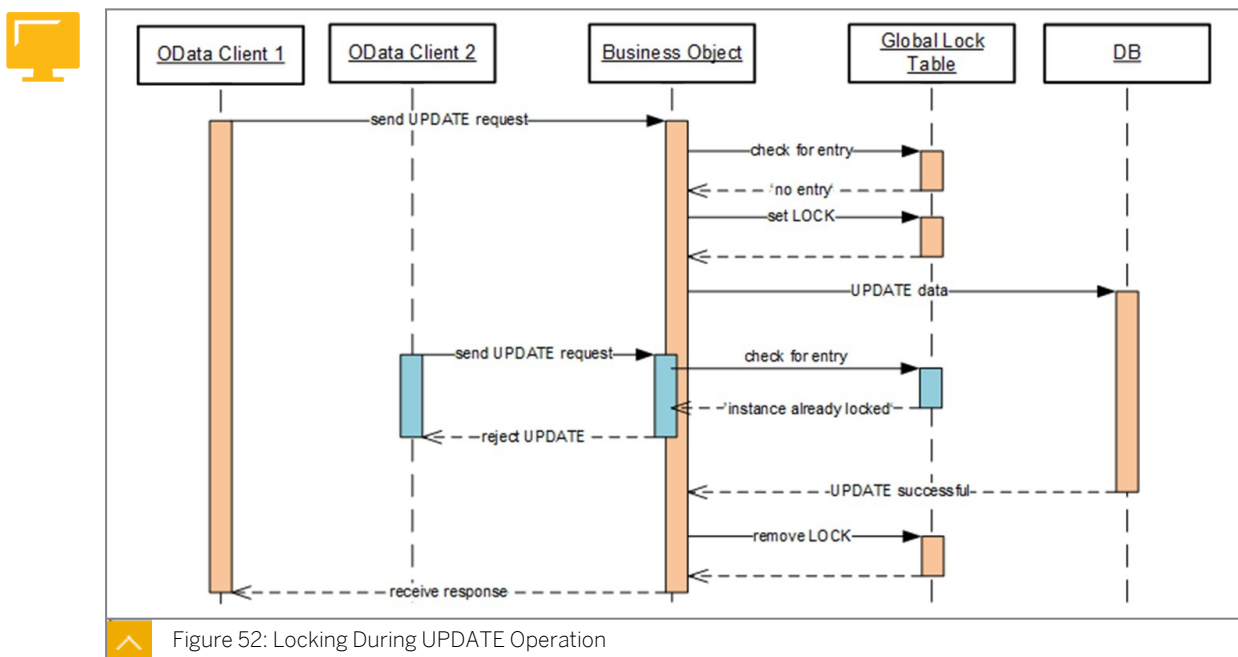 OData Client 1
OData Client 2
Business Object
Global Lock
Table
DB
send UPDATE request
check for entry
'no entry'
set LOCK
UPDATE data
send UPDATE request
check for entry
'instance already locked'
reject UPDATE
UPDATE successful
remove LOCK
receive response
Figure 52: Locking During UPDATE Operation